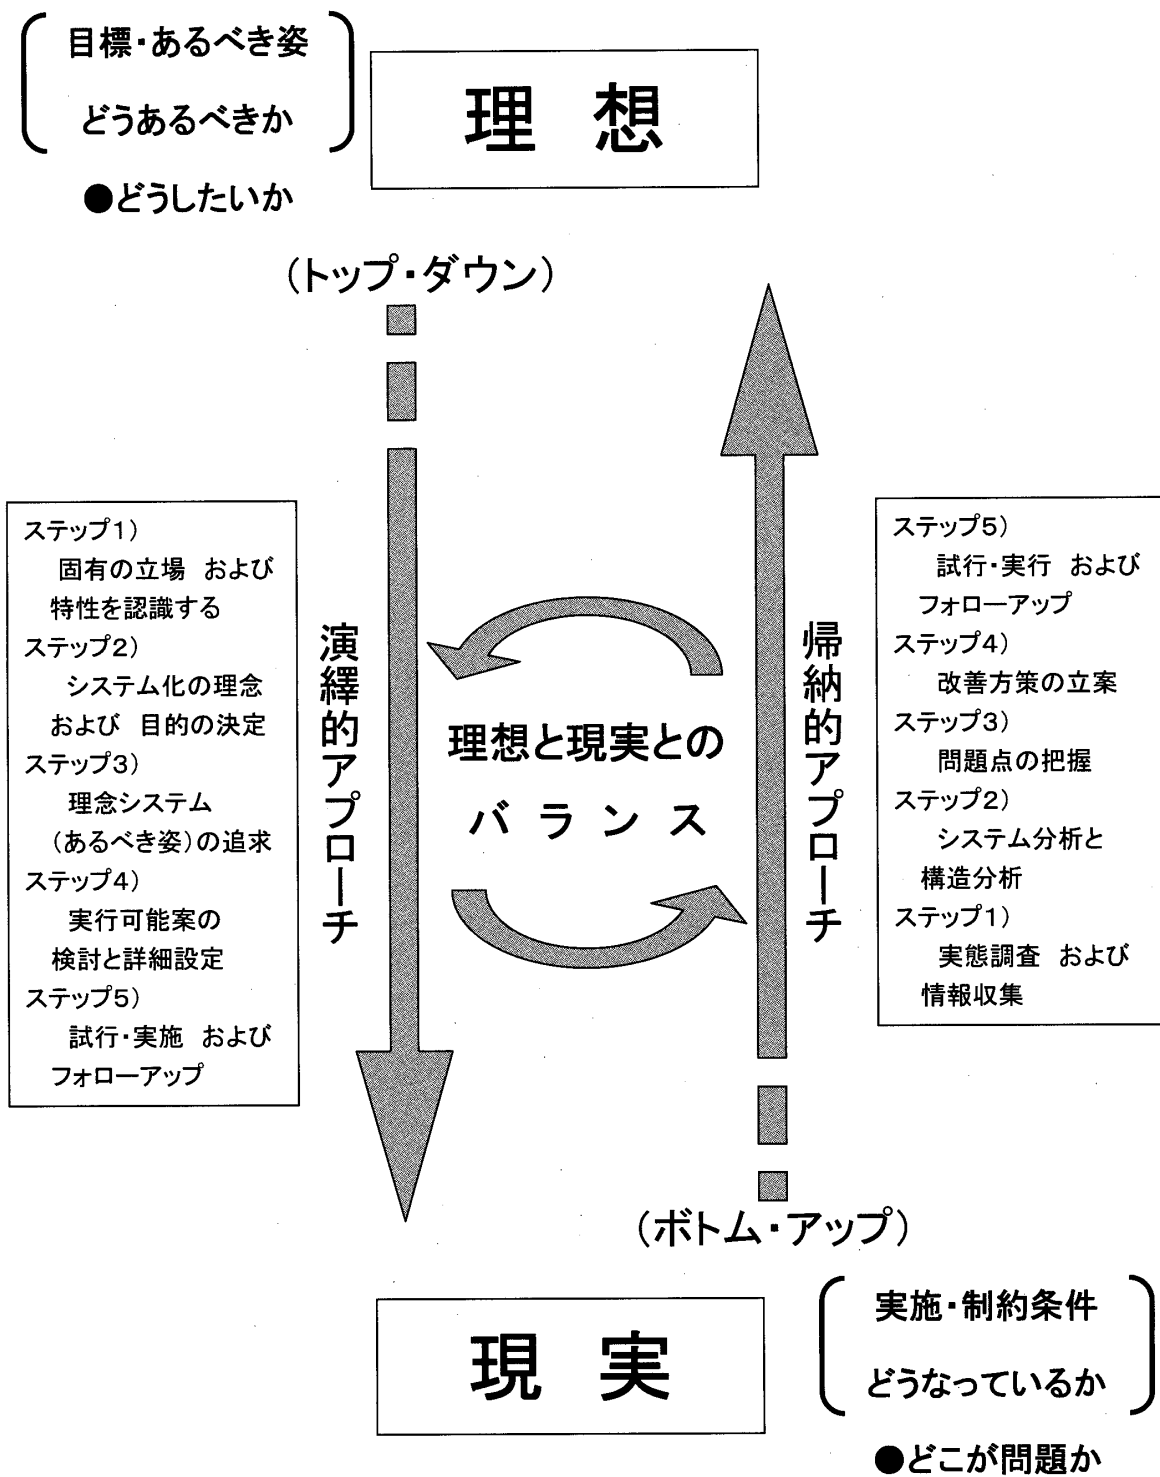 目標・あるべき姿
どうあるべきか
●どうしたいか
理 想
(トップ・ダウン)
ステップ1)
固有の立場 および
特性を認識する
ステップ2)
システム化の理念
および 目的の決定
ステップ3)
理念システム
(あるべき姿)の追求
ステップ4)
実行可能案の
検討と詳細設定
ステップ5)
試行・実施 および
フォローアップ
演繹的アプローチ
理想と現実との
バ ラ ン ス
帰納的アプローチ
ステップ5)
試行・実行 および
フォローアップ
ステップ4)
改善方策の立案
ステップ3)
問題点の把握
ステップ2)
システム分析と
構造分析
ステップ1)
実態調査 および
情報収集
(ボトム・アップ)
現 実
実施・制約条件
どうなっているか
●どこが問題か